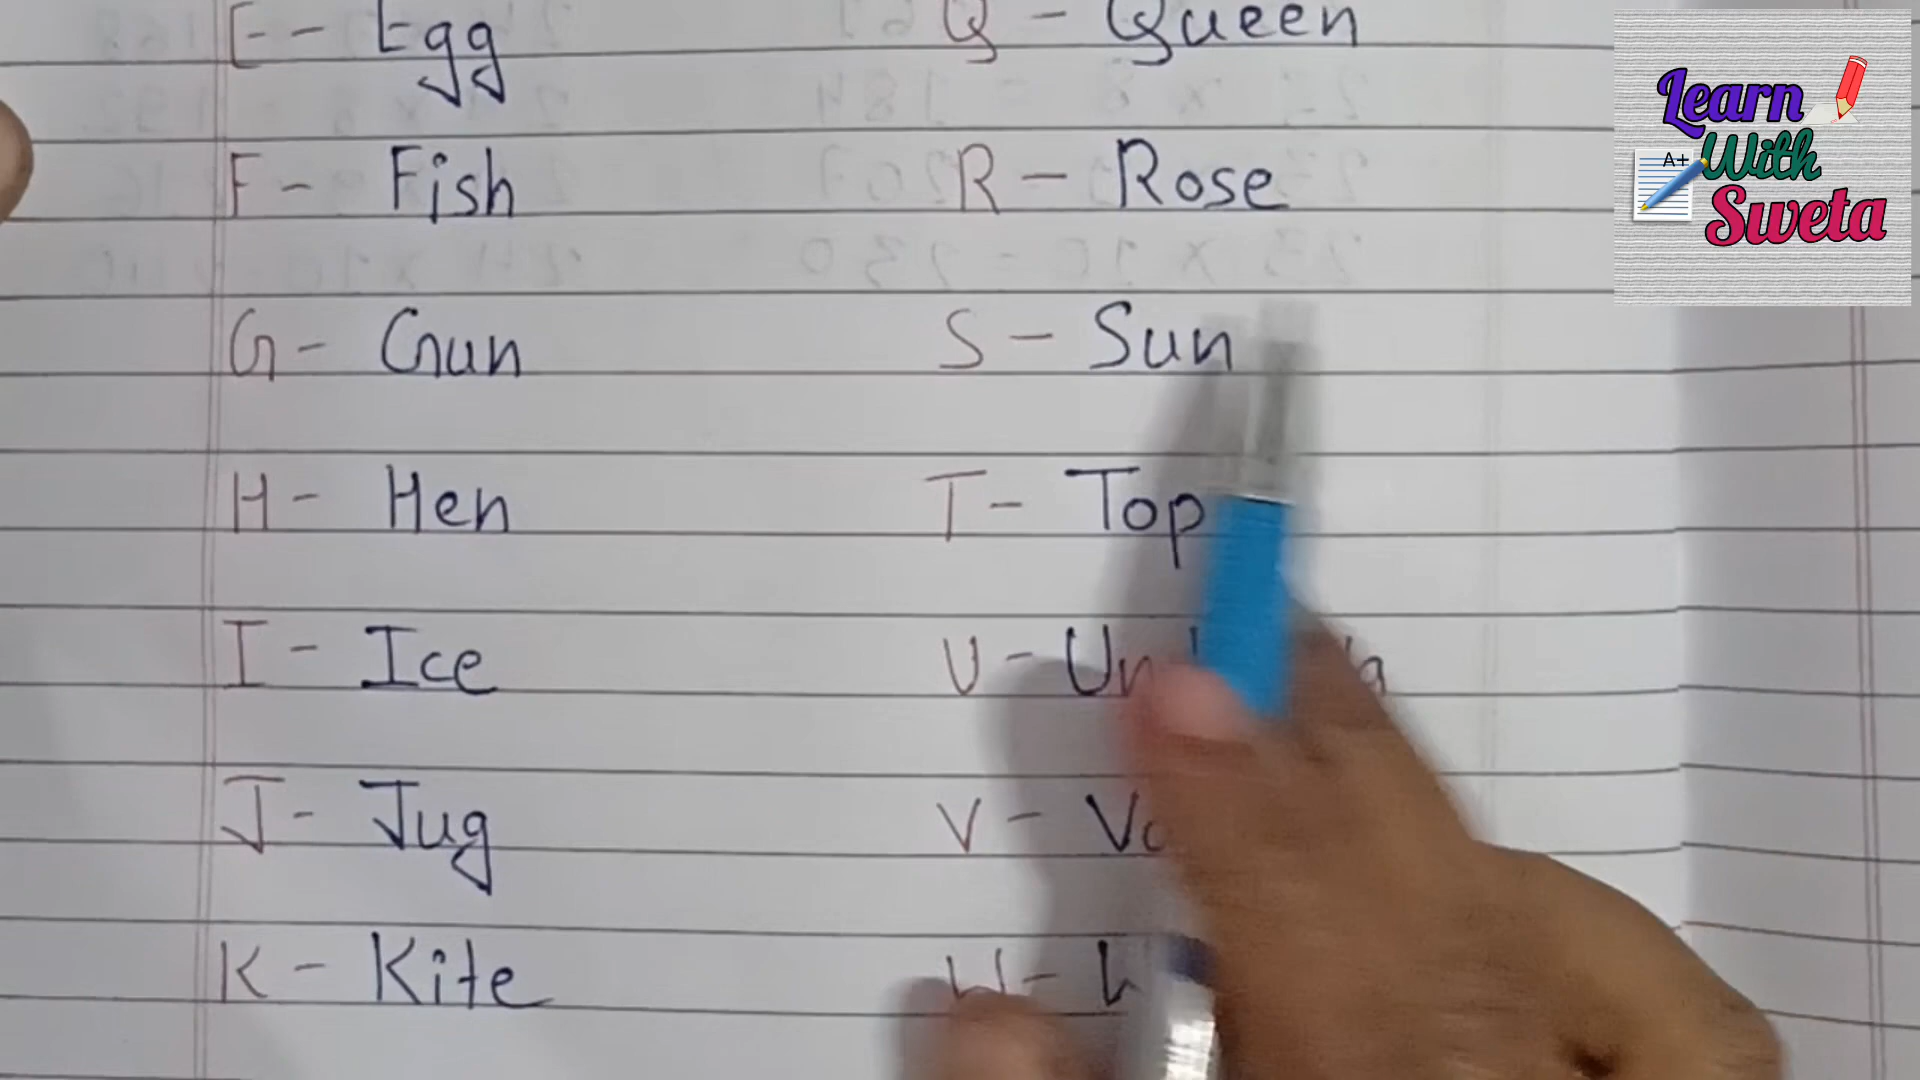 E - Egg
F - Fish
G - Gun
H - Hen
I - Ice
J - Jug
K - Kite
Q - Queen
R - Rose
S - Sun
T - Top
U -
V -
W -
Learn
With
Sweta
A+